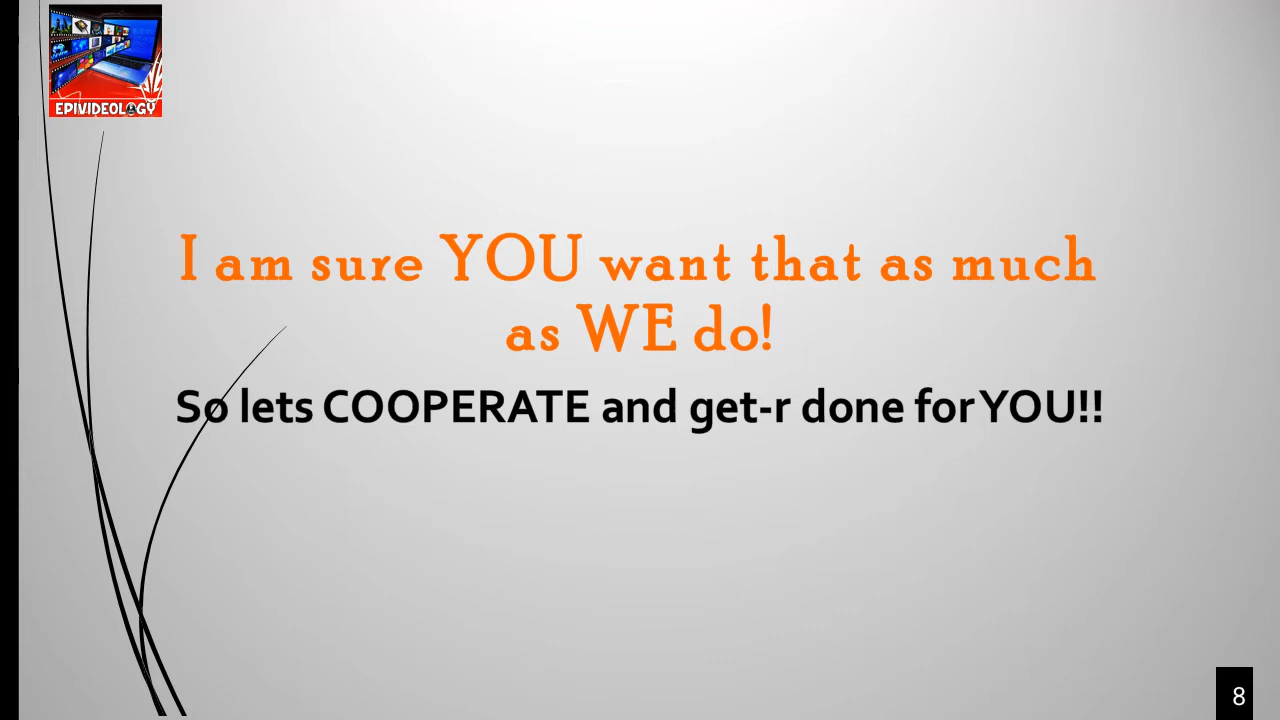 EPIVIDEOLOGY
I am sure YOU want that as much
as WE do!
So lets COOPERATE and get-r done for YOU!!
8